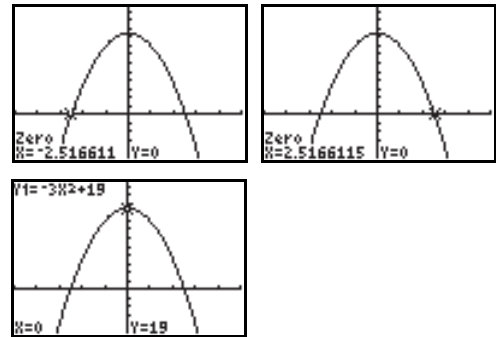 Zero
X=-2.516611 Y=0
Zero
X=2.5166115 Y=0
Y1=-3X2+19
X=0 Y=19